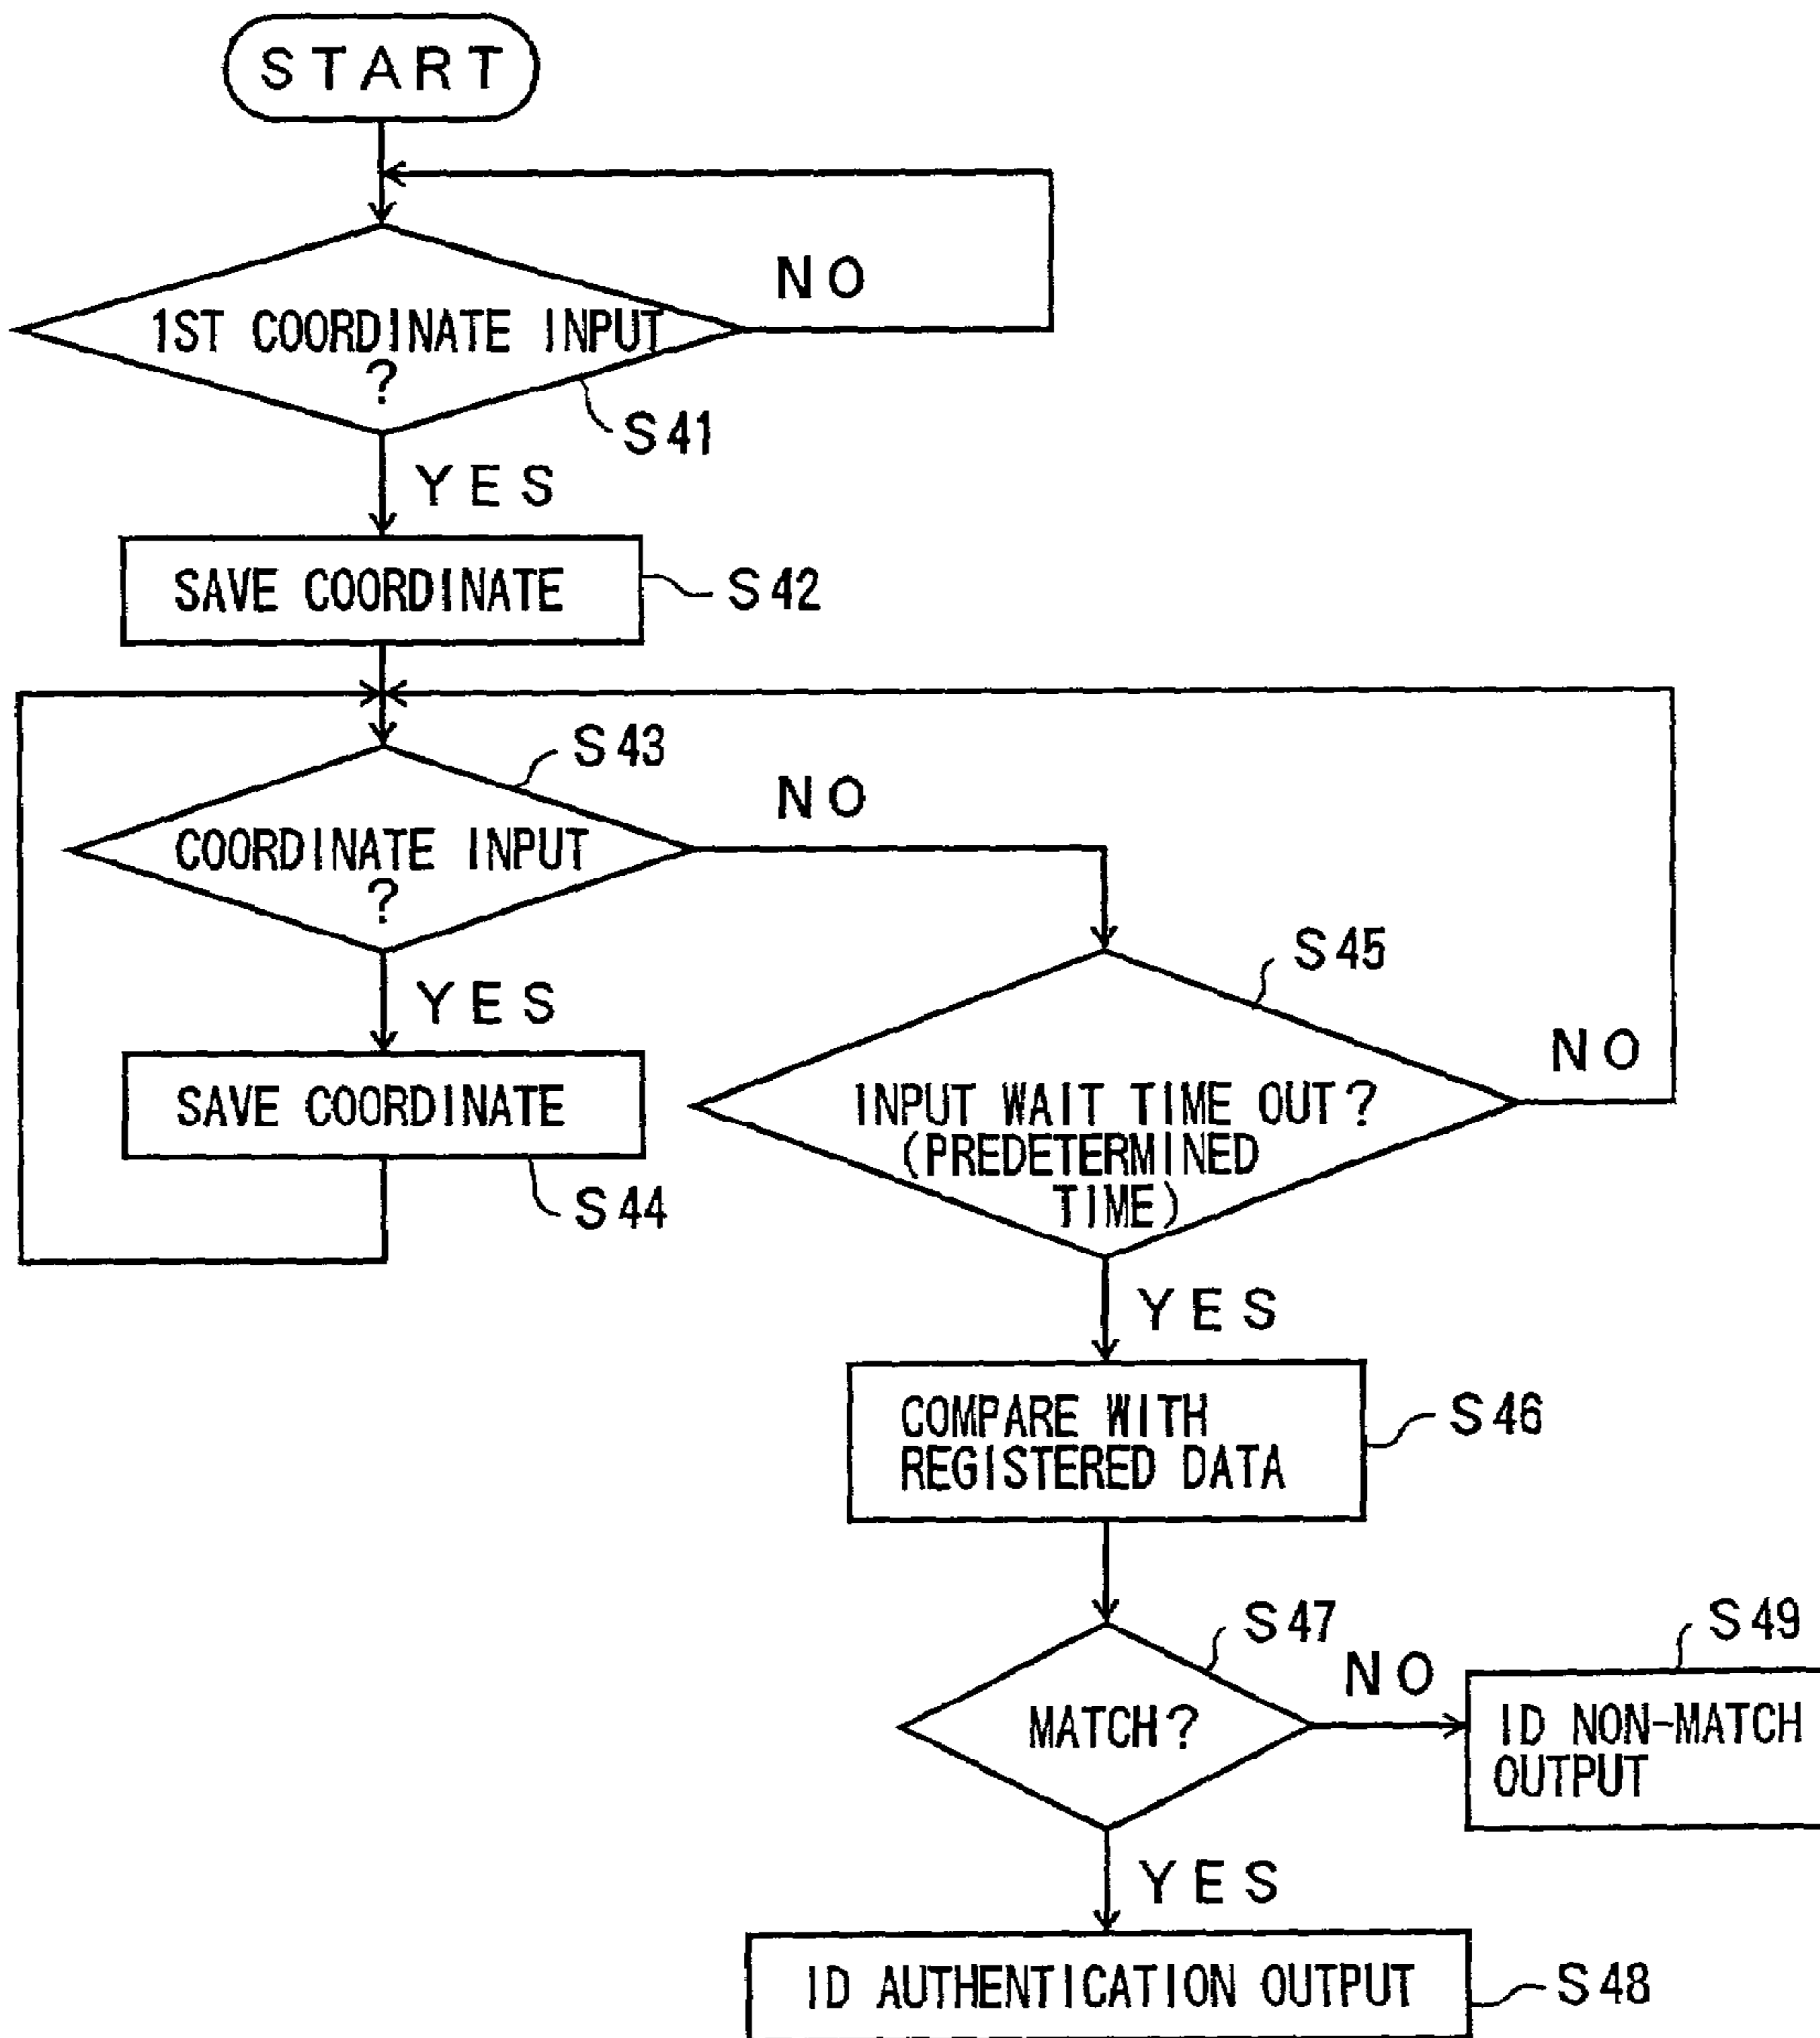 START
NO
1ST COORDINATE INPUT
?
S41
YES
SAVE COORDINATE
S42
S43
NO
COORDINATE INPUT
?
YES
SAVE COORDINATE
S44
S45
NO
INPUT WAIT TIME OUT?
(PREDETERMINED
TIME)
YES
COMPARE WITH
REGISTERED DATA
S46
S47
MATCH?
NO
S49
ID NON-MATCH
OUTPUT
YES
ID AUTHENTICATION OUTPUT
S48